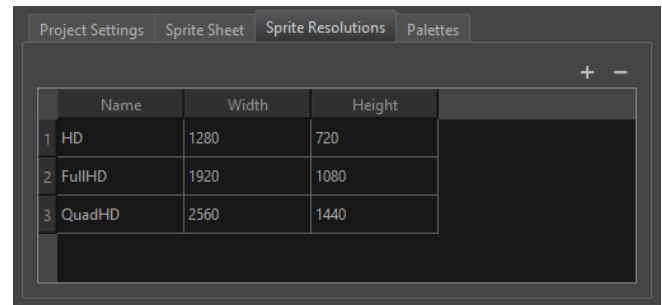 Project Settings Sprite Sheet Sprite Resolutions Palettes
+ −
Name Width Height
1 HD 1280 720
2 FullHD 1920 1080
3 QuadHD 2560 1440